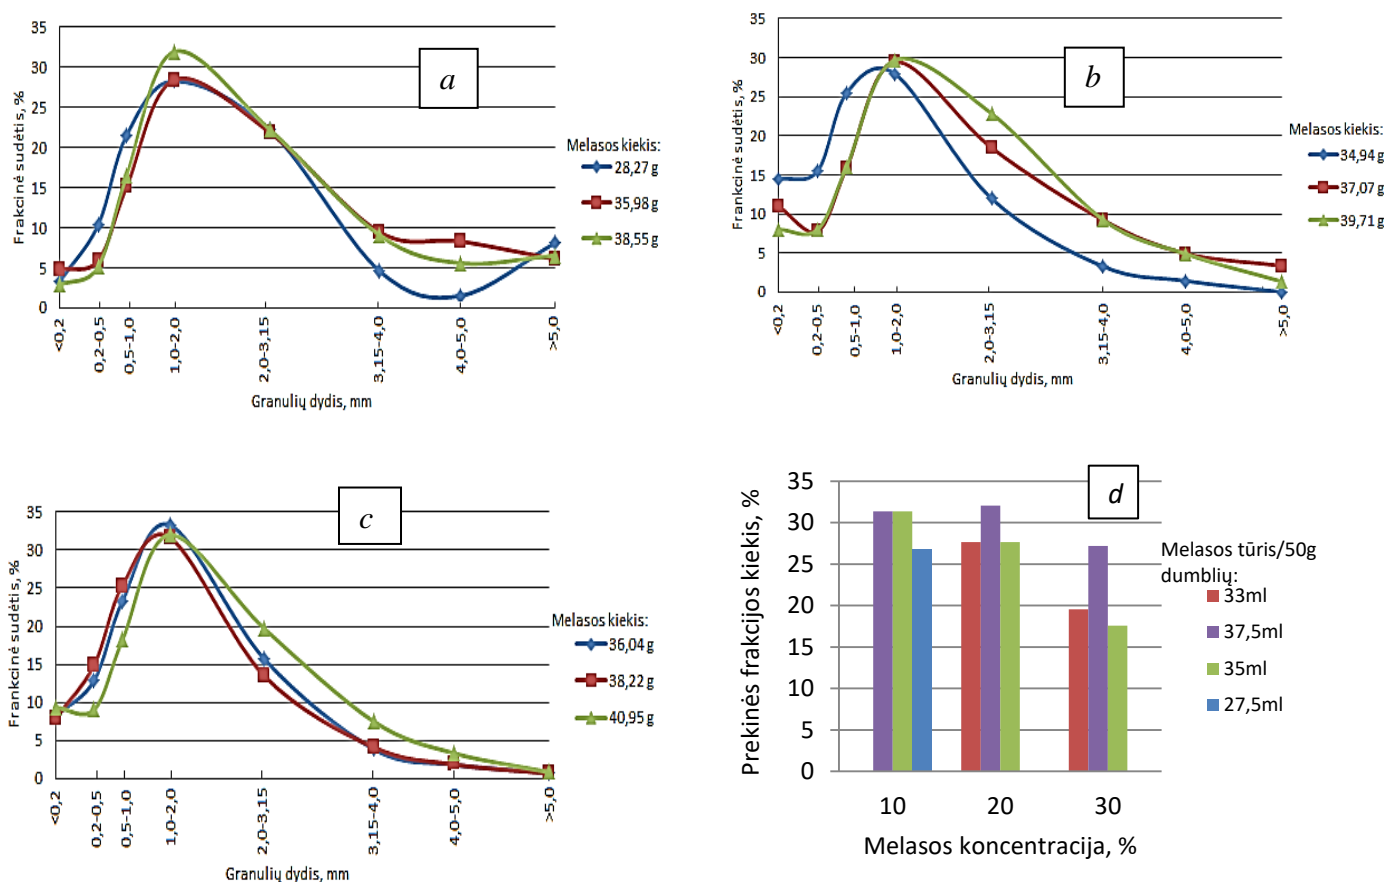 35
30
25
20
15
10
5
0
Frakcinė sudėtis, %
a
Melasos kiekis:
28,27 g
35,98 g
38,55 g
<0,2
0,2-0,5
0,5-1,0
1,0-2,0
2,0-3,15
3,15-4,0
4,0-5,0
>5,0
Granulių dydis, mm
35
30
25
20
15
10
5
0
Frankcinė sudėtis, %
b
Melasos kiekis:
34,94 g
37,07 g
39,71 g
<0,2
0,2-0,5
0,5-1,0
1,0-2,0
2,0-3,15
3,15-4,0
4,0-5,0
>5,0
Granulių dydis, mm
35
30
25
20
15
10
5
0
Frankcinė sudėtis, %
c
Melasos kiekis:
36,04 g
38,22 g
40,95 g
<0,2
0,2-0,5
0,5-1,0
1,0-2,0
2,0-3,15
3,15-4,0
4,0-5,0
>5,0
Granulių dydis, mm
35
30
25
20
15
10
5
0
Prekinės frakcijos kiekis, %
d
Melasos tūris/50g
dumblių:
33ml
37,5ml
35ml
27,5ml
10 20 30
Melasos koncentracija, %